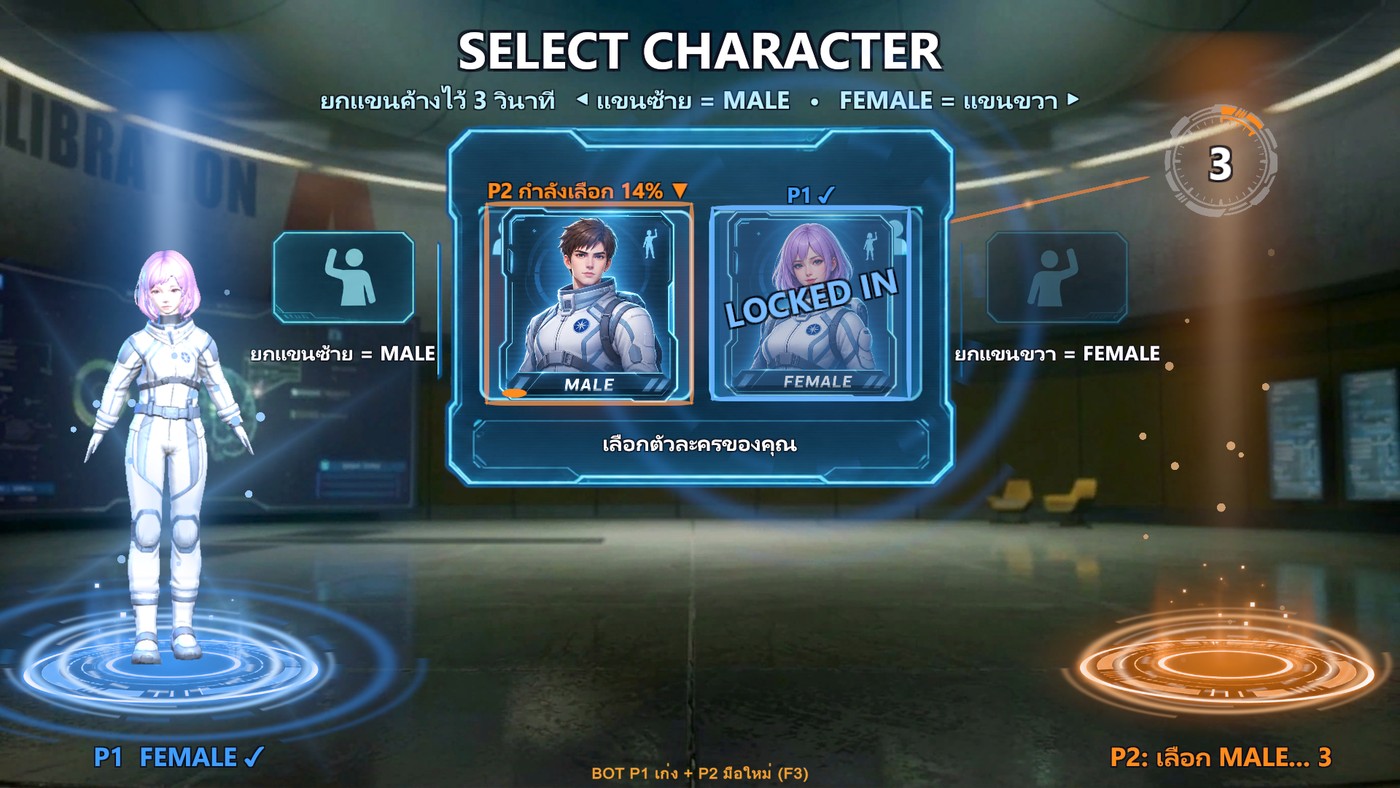 SELECT CHARACTER
ยกแขนค้างไว้ 3 วินาที ◄ แขนซ้าย = MALE • FEMALE = แขนขวา ►
3
P2 กำลังเลือก 14% ▼
P1 ✓
LOCKED IN
MALE
FEMALE
ยกแขนซ้าย = MALE
ยกแขนขวา = FEMALE
เลือกตัวละครของคุณ
P1 FEMALE ✓
P2: เลือก MALE... 3
BOT P1 เก่ง + P2 มือใหม่ (F3)